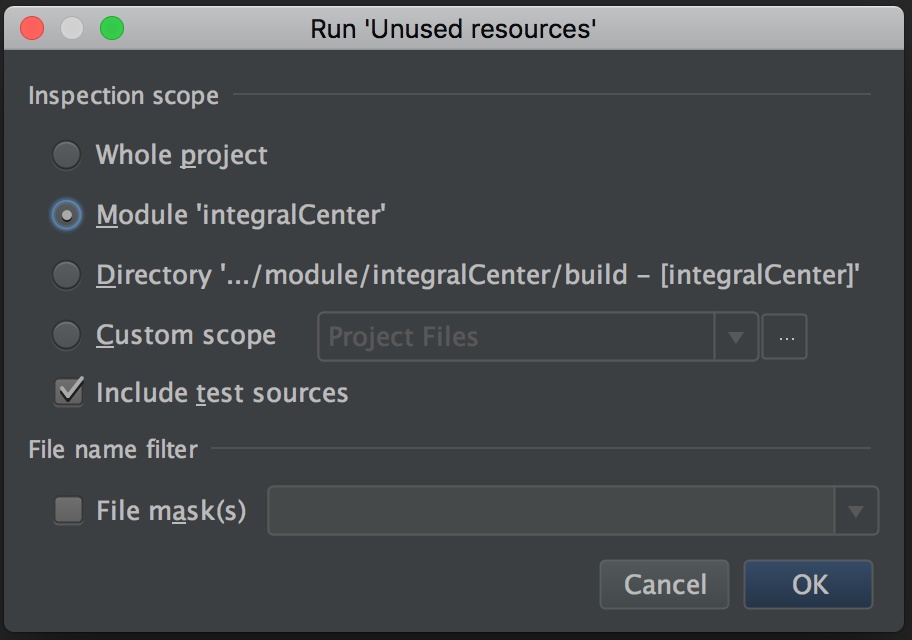 Run 'Unused resources'
Inspection scope
Whole project
Module 'integralCenter'
Directory '.../module/integralCenter/build – [integralCenter]'
Custom scope Project Files ...
Include test sources
File name filter
File mask(s)
Cancel OK